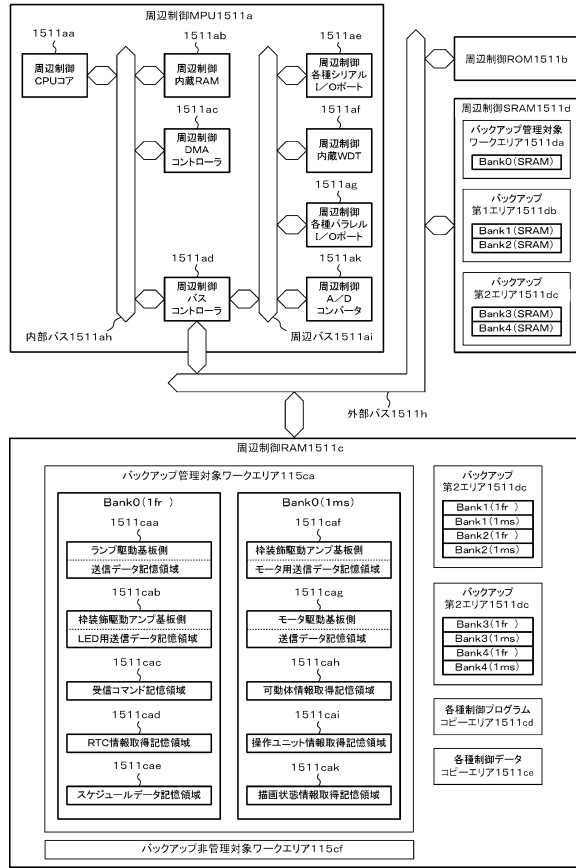 周辺制御MPU1511a
1511aa
周辺制御
CPUコア
1511ab
周辺制御
内蔵RAM
1511ac
周辺制御
DMA
コントローラ
1511ad
周辺制御
バス
コントローラ
1511ae
周辺制御
各種シリアル
I/Oポート
1511af
周辺制御
内蔵WDT
1511ag
周辺制御
各種パラレル
I/Oポート
1511ak
周辺制御
A/D
コンバータ
内部バス1511ah
周辺バス1511ai
周辺制御ROM1511b
周辺制御SRAM1511d
バックアップ管理対象
ワークエリア1511da
Bank0(SRAM)
バックアップ
第1エリア1511db
Bank1(SRAM)
Bank2(SRAM)
バックアップ
第2エリア1511dc
Bank3(SRAM)
Bank4(SRAM)
外部バス1511h
周辺制御RAM1511c
バックアップ管理対象ワークエリア115ca
Bank0(1fr )
1511caa
ランプ駆動基板側
送信データ記憶領域
1511cab
枠装飾駆動アンプ基板側
LED用送信データ記憶領域
1511cac
受信コマンド記憶領域
1511cad
RTC情報取得記憶領域
1511cae
スケジュールデータ記憶領域
Bank0(1ms)
1511caf
枠装飾駆動アンプ基板側
モータ用送信データ記憶領域
1511cag
モータ駆動基板側
送信データ記憶領域
1511cah
可動体情報取得記憶領域
1511cai
操作ユニット情報取得記憶領域
1511cak
描画状態情報取得記憶領域
バックアップ
第2エリア1511dc
Bank1(1fr )
Bank1(1ms)
Bank2(1fr )
Bank2(1ms)
バックアップ
第2エリア1511dc
Bank3(1fr )
Bank3(1ms)
Bank4(1fr )
Bank4(1ms)
各種制御プログラム
コピーエリア1511cd
各種制御データ
コピーエリア1511ce
バックアップ非管理対象ワークエリア115cf